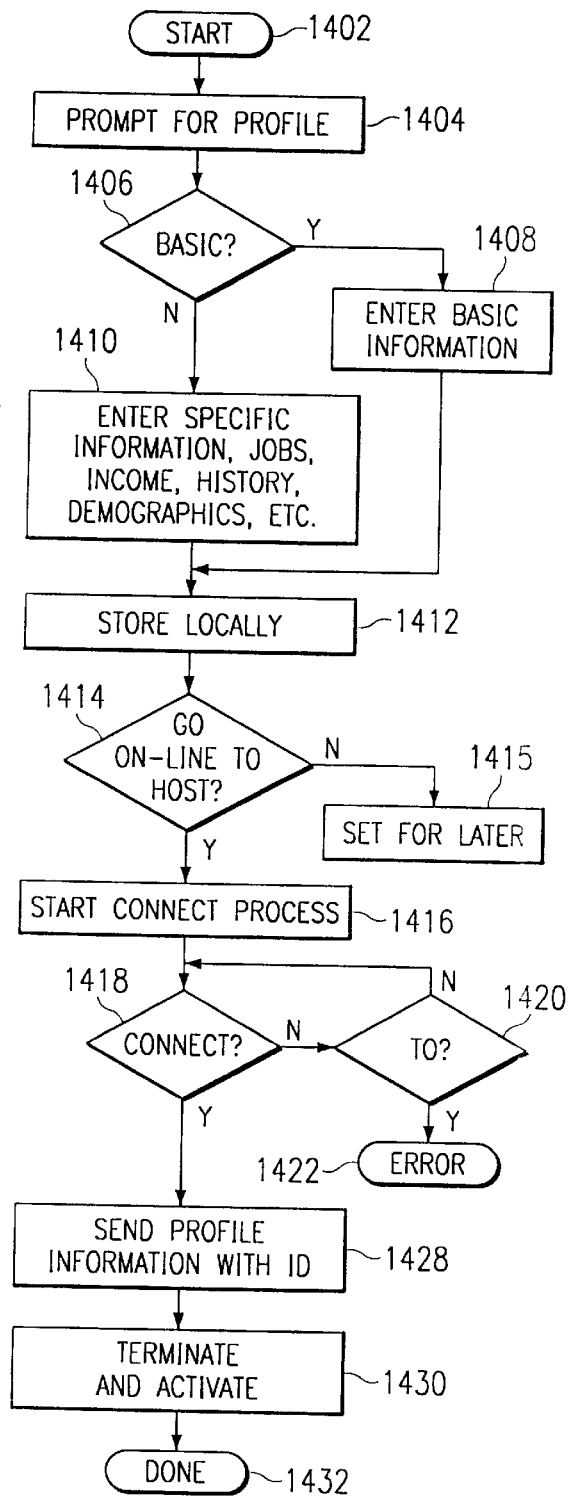 START
1402
PROMPT FOR PROFILE
1404
1406
BASIC?
Y
N
1408
ENTER BASIC
INFORMATION
1410
ENTER SPECIFIC
INFORMATION, JOBS,
INCOME, HISTORY,
DEMOGRAPHICS, ETC.
STORE LOCALLY
1412
1414
GO
ON-LINE TO
HOST?
N
Y
1415
SET FOR LATER
START CONNECT PROCESS
1416
1418
CONNECT?
N
Y
1420
TO?
N
Y
1422
ERROR
SEND PROFILE
INFORMATION WITH ID
1428
TERMINATE
AND ACTIVATE
1430
DONE
1432